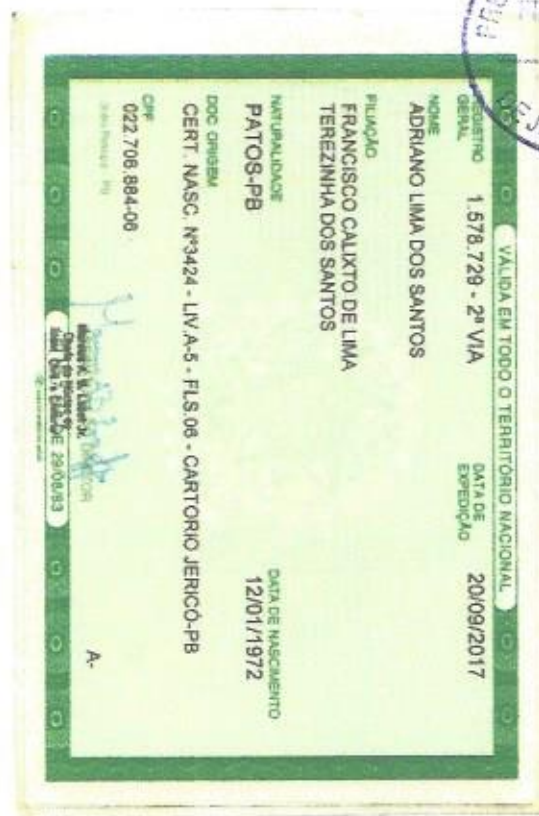 VÁLIDA EM TODO O TERRITÓRIO NACIONAL
REGISTRO GERAL 1.578.729 - 2ª VIA
DATA DE EXPEDIÇÃO 20/09/2017
NOME
ADRIANO LIMA DOS SANTOS
FILIAÇÃO
FRANCISCO CALIXTO DE LIMA
TEREZINHA DOS SANTOS
NATURALIDADE
PATOS-PB
DATA DE NASCIMENTO
12/01/1972
DOC ORIGEM
CERT. NASC. Nº3424 - LIV.A-5 - FLS.06 - CARTORIO JERICÓ-PB
CPF
022.708.884-06
A-
DE 29/08/83